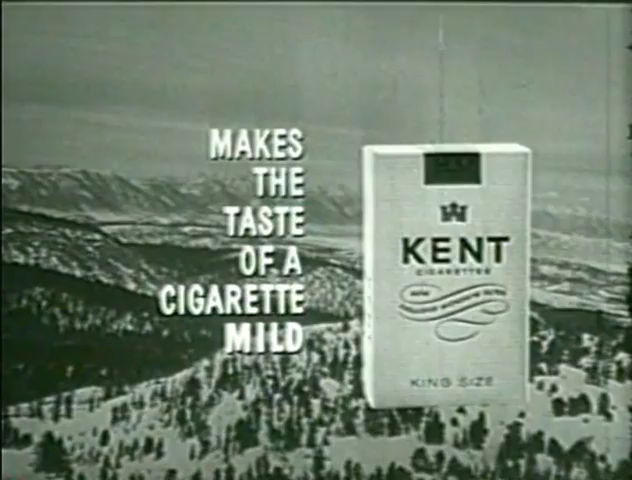 MAKES
THE
TASTE
OF A
CIGARETTE
MILD
KENT
CIGARETTES
KING SIZE